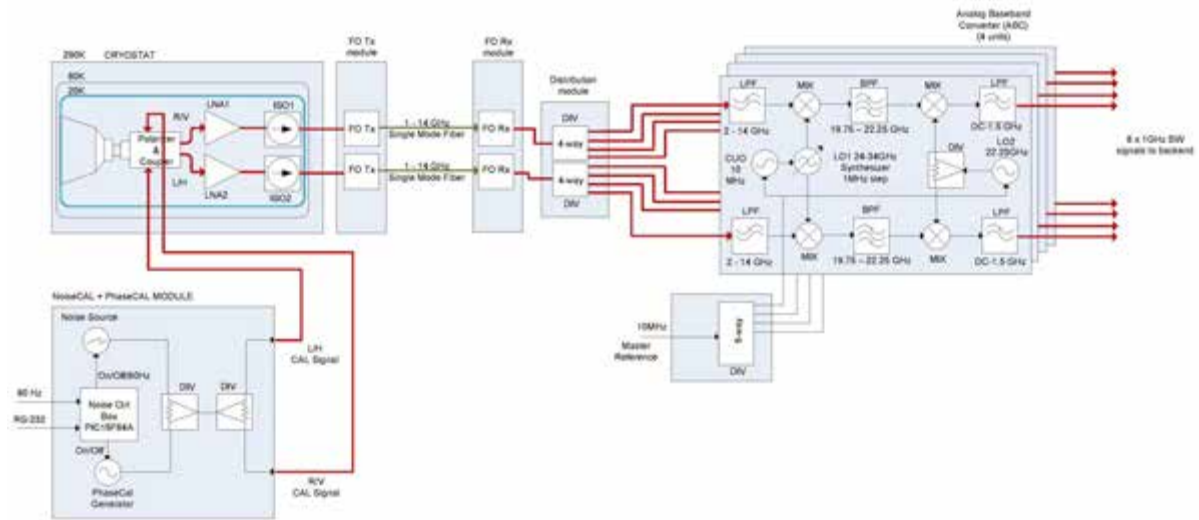 Analog Baseband
Converter (ABC)
(4 units)
FO Tx
module
FO Rx
module
290K CRYOSTAT
80K
20K
Distribution
module
LNA1
ISO1
R/V
Polarizer
&
Coupler
L/H
LNA2
ISO2
FO Tx
1 - 14 GHz
Single Mode Fiber
FO Rx
FO Tx
1 - 14 GHz
Single Mode Fiber
FO Rx
DIV
4-way
4-way
DIV
LPF
MIX
BPF
MIX
LPF
2 - 14 GHz
19.75 - 22.25 GHz
DC-1.5 GHz
CUO
10
MHz
LO1 24-34GHz
Synthesizer
1MHz step
DIV
LO2
22.25GHz
8 x 1GHz BW
signals to backend
LPF
BPF
LPF
2 - 14 GHz
MIX
19.75 - 22.25 GHz
MIX
DC-1.5 GHz
NoiseCAL + PhaseCAL MODULE
Noise Source
On/Off/80Hz
80 Hz
RS-232
Noise Ctrl
Box
PIC16F84A
On/Off
PhaseCal
Generator
DIV
DIV
L/H
CAL Signal
R/V
CAL Signal
10MHz
Master
Reference
5-way
DIV